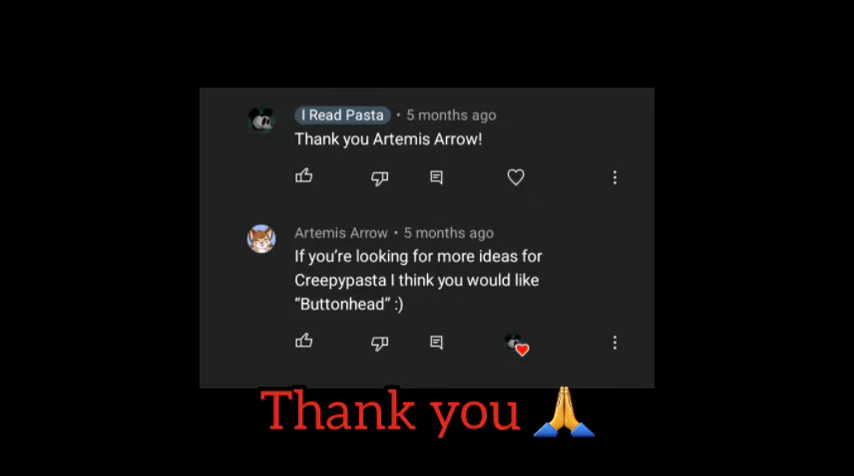 I Read Pasta • 5 months ago
Thank you Artemis Arrow!
Artemis Arrow • 5 months ago
If you’re looking for more ideas for
Creepypasta I think you would like
“Buttonhead” :)
Thank you 🙏